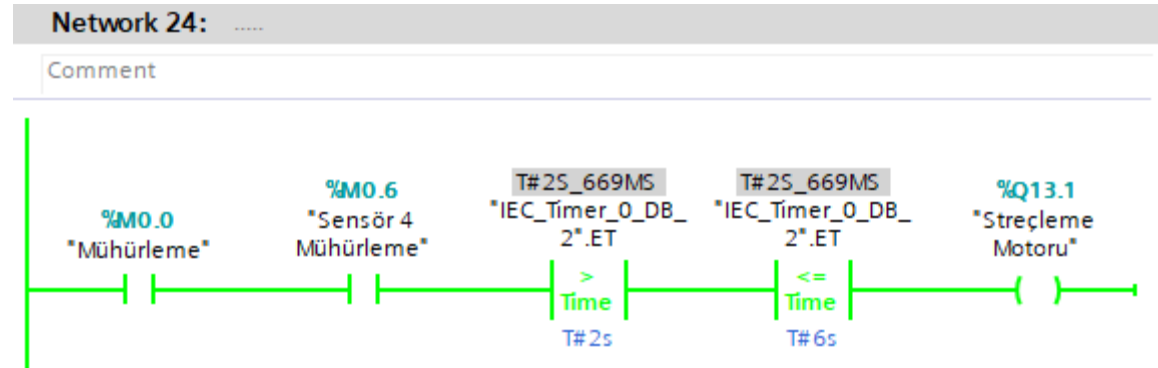 Network 24: .....
Comment
%M0.0
"Mühürleme"
%M0.6
"Sensör 4
Mühürleme"
T#2S_669MS
"IEC_Timer_0_DB_
2".ET
>
Time
T#2s
T#2S_669MS
"IEC_Timer_0_DB_
2".ET
<=
Time
T#6s
%Q13.1
"Streçleme
Motoru"